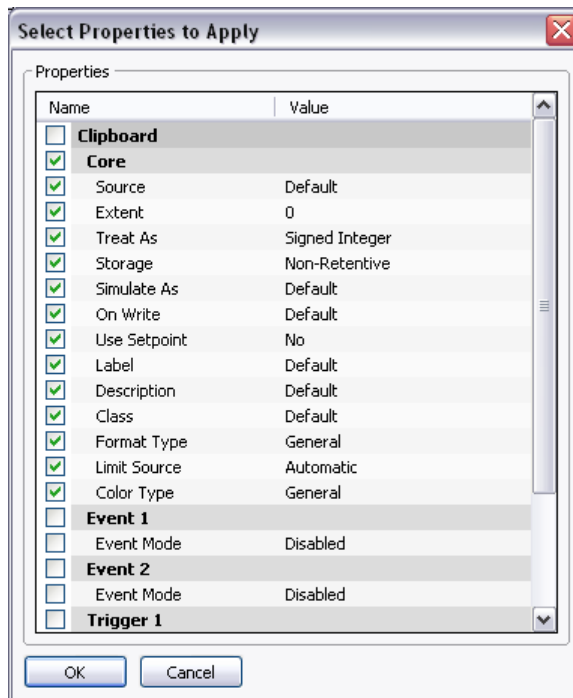 Select Properties to Apply
Properties
Name Value
Clipboard
Core
Source Default
Extent 0
Treat As Signed Integer
Storage Non-Retentive
Simulate As Default
On Write Default
Use Setpoint No
Label Default
Description Default
Class Default
Format Type General
Limit Source Automatic
Color Type General
Event 1
Event Mode Disabled
Event 2
Event Mode Disabled
Trigger 1
OK Cancel